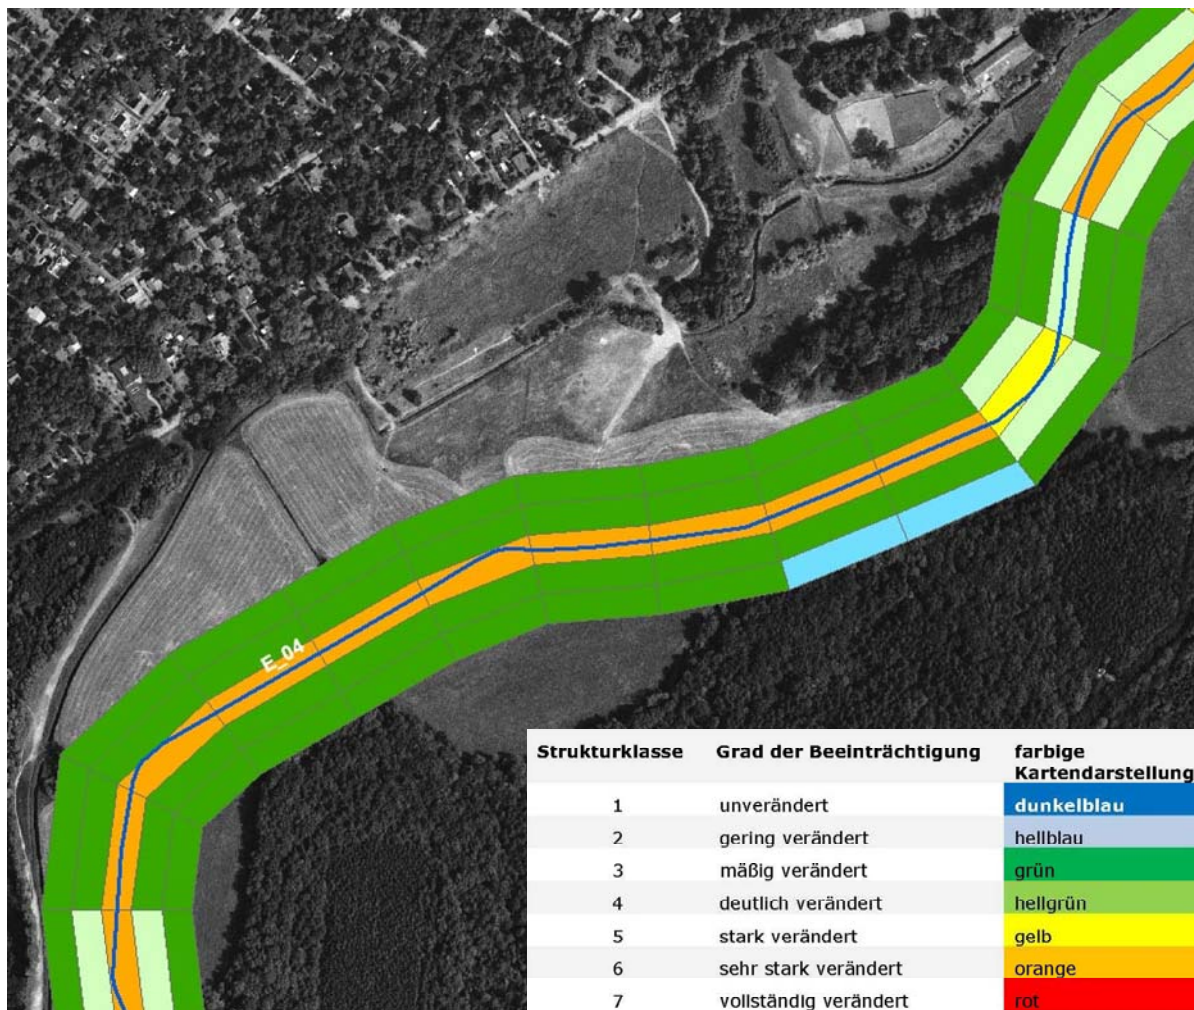 E_04
Strukturklasse Grad der Beeinträchtigung farbige
Kartendarstellung
1 unverändert dunkelblau
2 gering verändert hellblau
3 mäßig verändert grün
4 deutlich verändert hellgrün
5 stark verändert gelb
6 sehr stark verändert orange
7 vollständig verändert rot